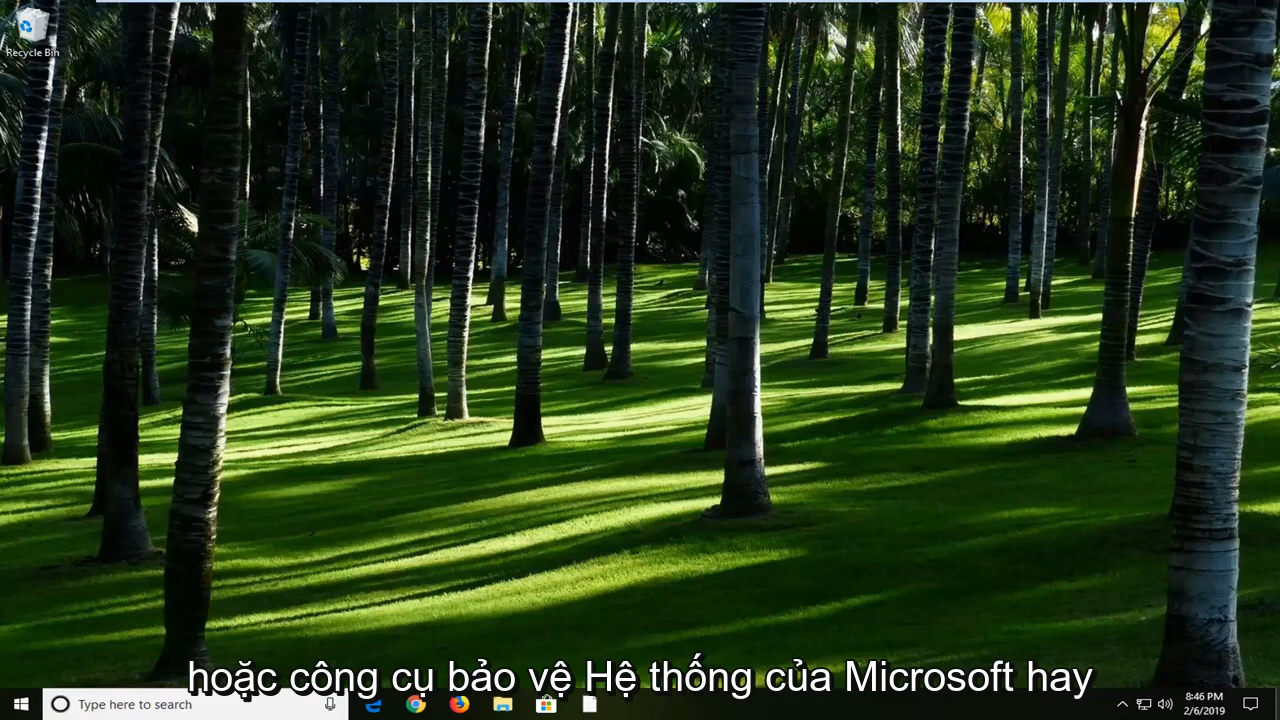 Recycle Bin
hoặc công cụ bảo vệ Hệ thống của Microsoft hay
Type here to search
8:46 PM
2/6/2019